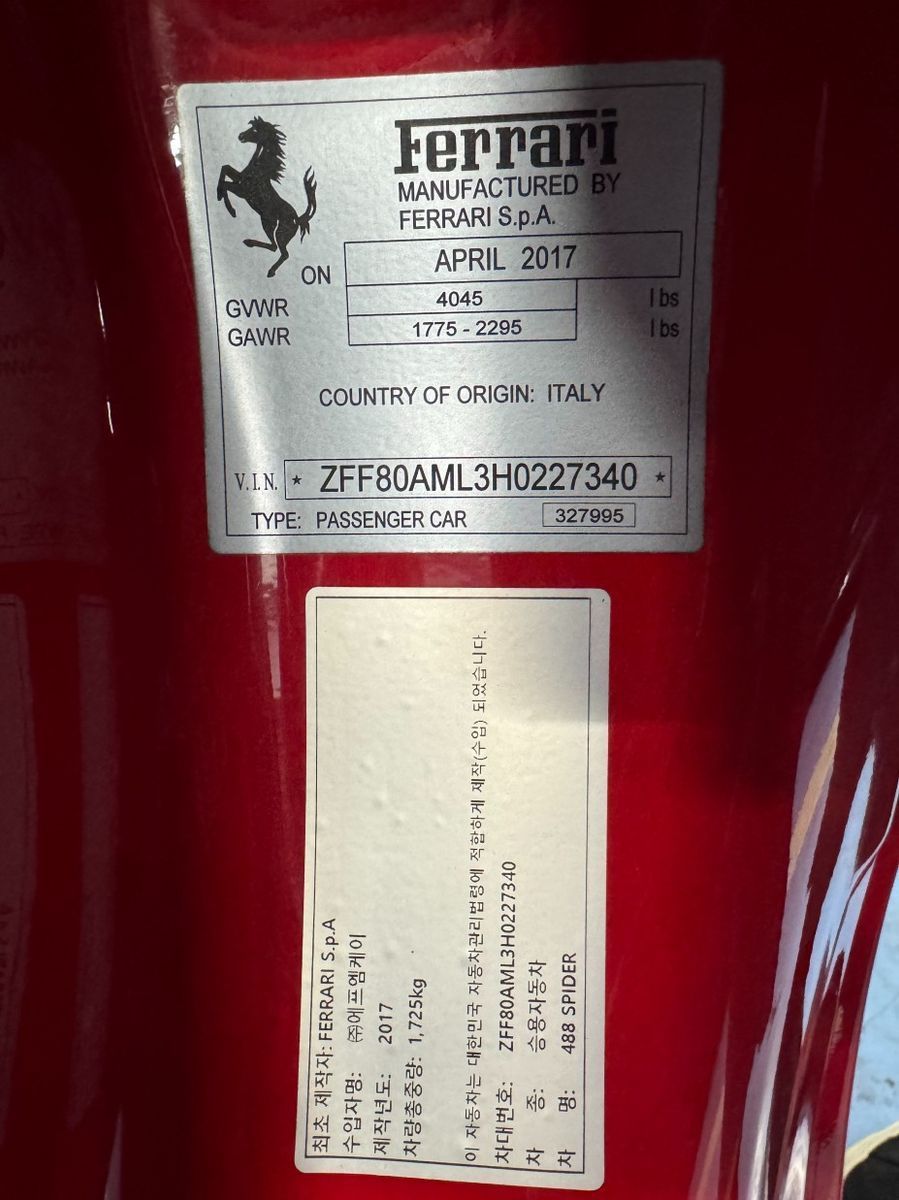 Ferrari
MANUFACTURED BY
FERRARI S.p.A.
ON APRIL 2017
GVWR 4045 lbs
GAWR 1775 - 2295 lbs
COUNTRY OF ORIGIN: ITALY
V.I.N. * ZFF80AML3H0227340 *
TYPE: PASSENGER CAR 327995
최초 제작자: FERRARI S.p.A
수입자명: ㈜에프엠케이
제작년도: 2017
차량총중량: 1,725kg
이 자동차는 대한민국 자동차관리법령에 적합하게 제작(수입) 되었습니다.
차대번호: ZFF80AML3H0227340
차 종: 승용자동차
차 명: 488 SPIDER